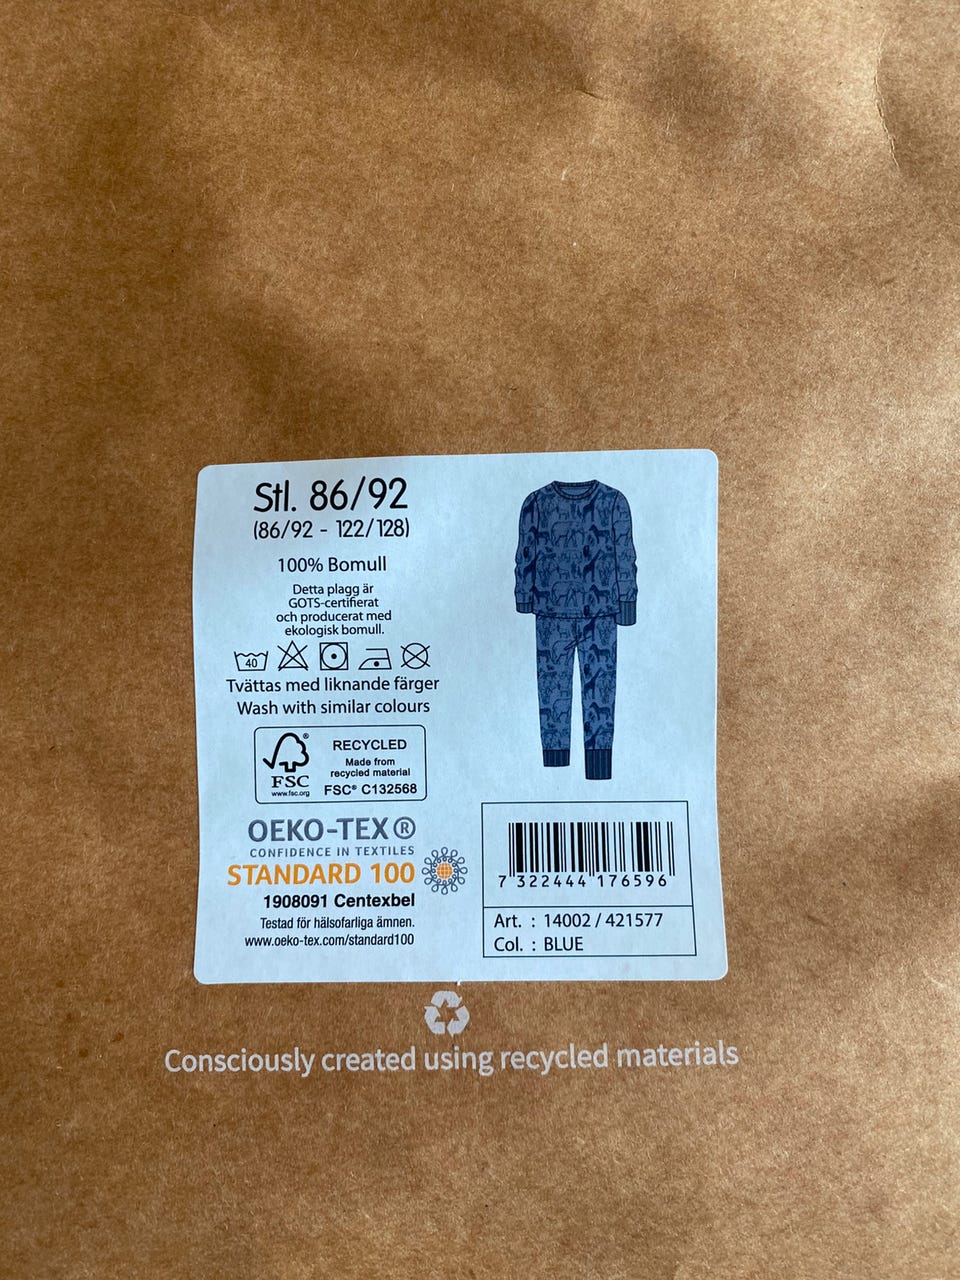 Stl. 86/92
(86/92 - 122/128)
100% Bomull
Detta plagg är
GOTS-certifierat
och producerat med
ekologisk bomull.
40
Tvättas med liknande färger
Wash with similar colours
FSC
www.fsc.org
RECYCLED
Made from
recycled material
FSC® C132568
OEKO-TEX®
CONFIDENCE IN TEXTILES
STANDARD 100
1908091 Centexbel
Testad för hälsofarliga ämnen.
www.oeko-tex.com/standard100
7 322444 176596
Art. : 14002 / 421577
Col. : BLUE
Consciously created using recycled materials